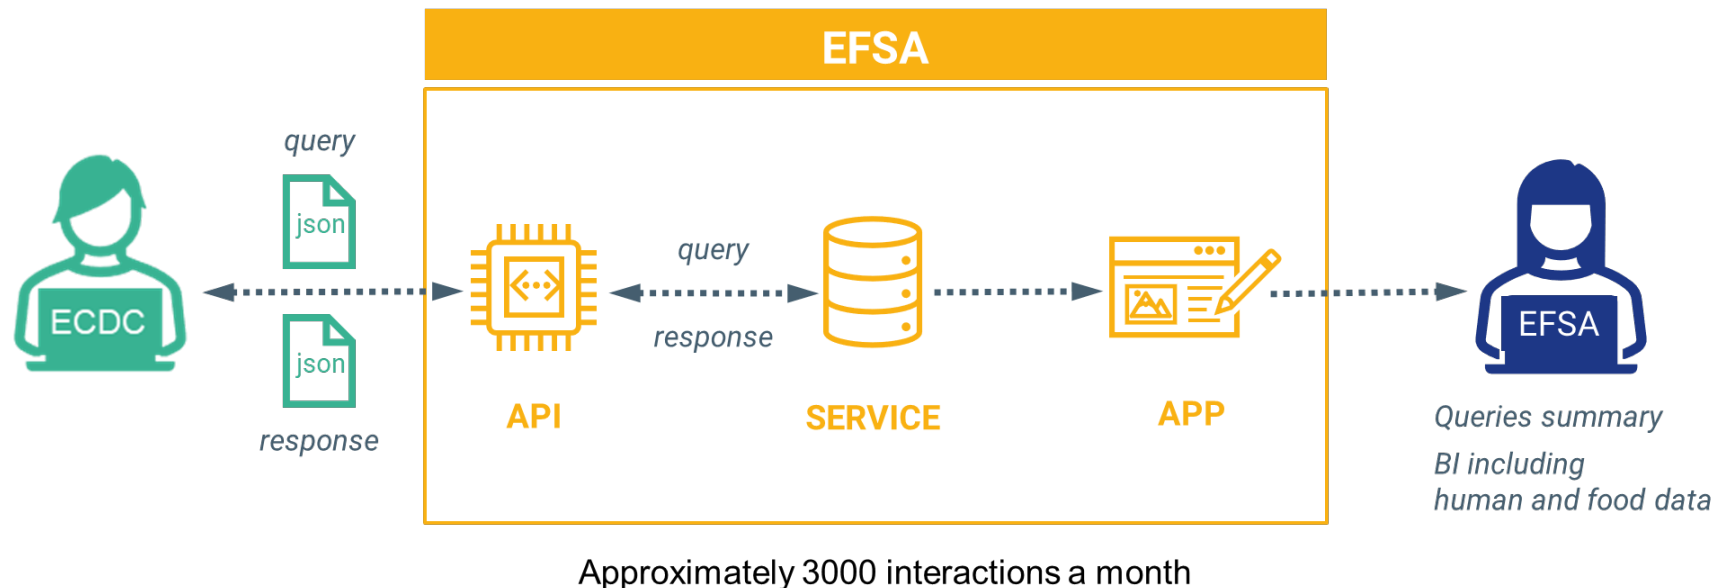 EFSA
query
json
ECDC
json
response
query
response
API
SERVICE
APP
EFSA
Queries summary
BI including
human and food data
Approximately 3000 interactions a month